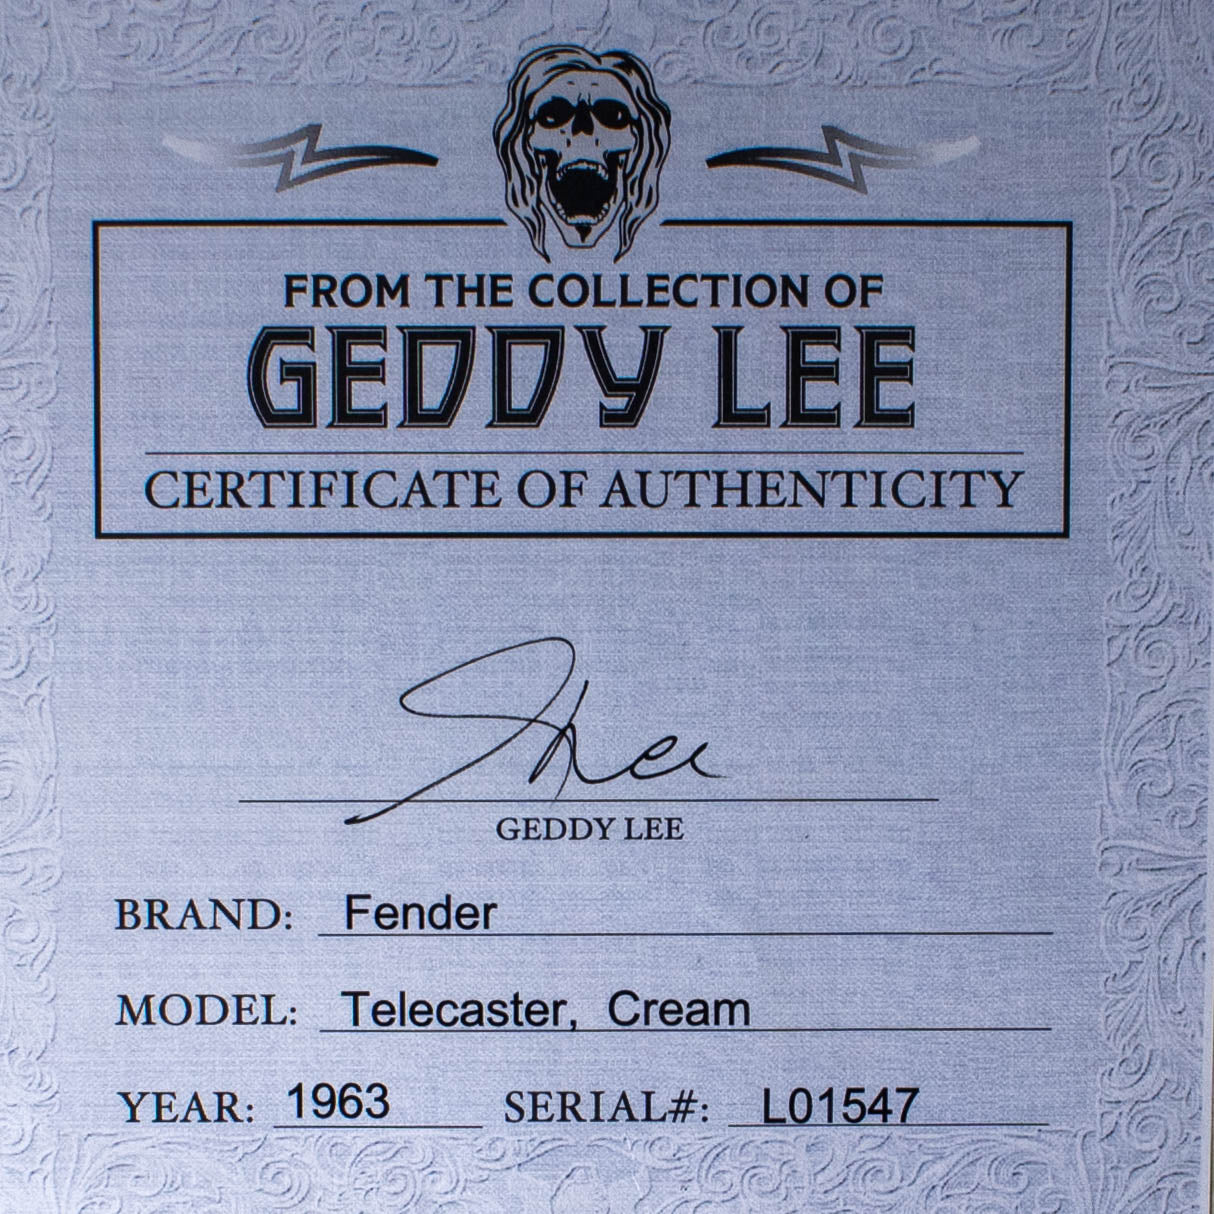 FROM THE COLLECTION OF
GEDDY LEE
CERTIFICATE OF AUTHENTICITY
GEDDY LEE
BRAND: Fender
MODEL: Telecaster, Cream
YEAR: 1963 SERIAL#: L01547